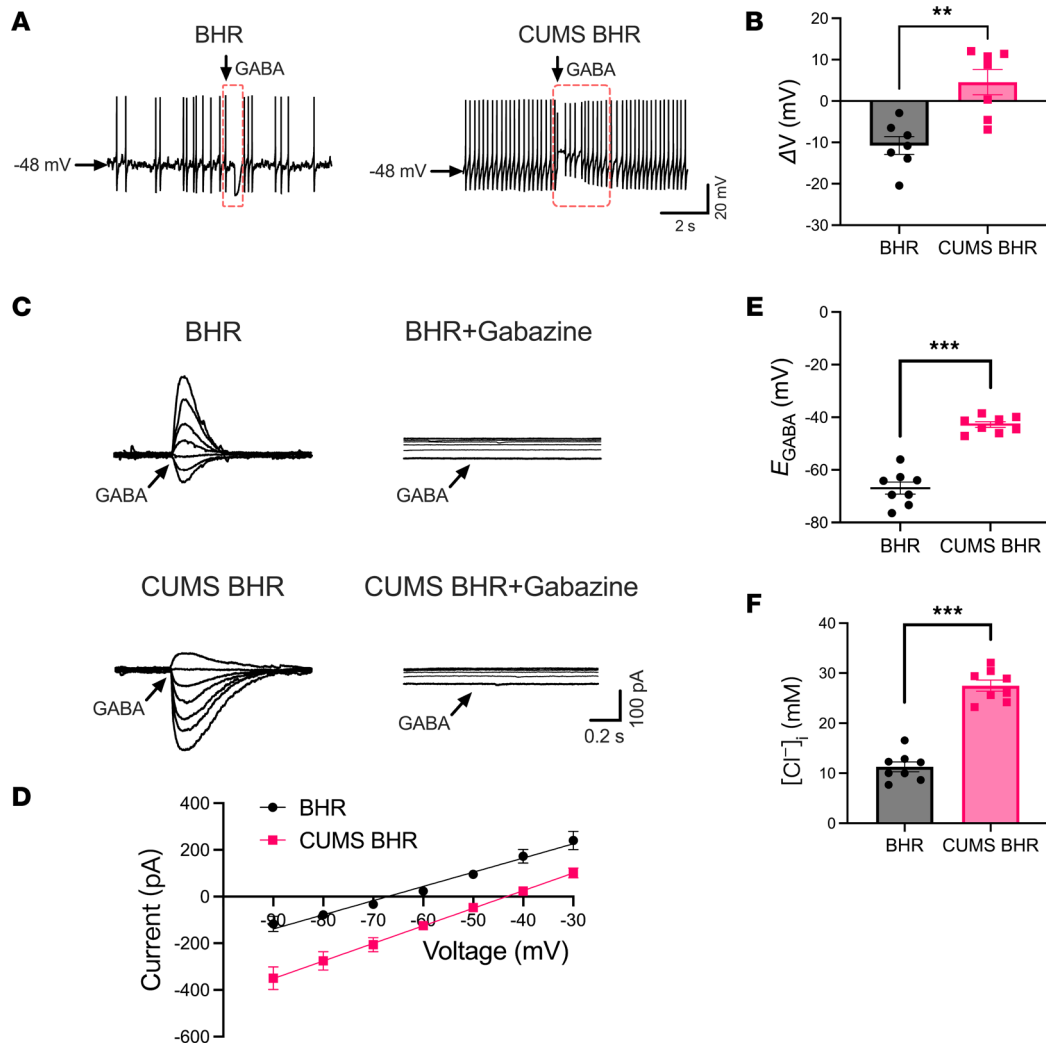 A
BHR
GABA
-48 mV
CUMS BHR
GABA
-48 mV
20 mV
2 s
B
**
20
10
0
-10
-20
-30
ΔV (mV)
BHR
CUMS BHR
C
BHR
GABA
BHR+Gabazine
GABA
CUMS BHR
GABA
CUMS BHR+Gabazine
GABA
100 pA
0.2 s
D
BHR
CUMS BHR
400
200
0
-200
-400
-600
Current (pA)
-90
-80
-70
-60
-50
-40
-30
Voltage (mV)
E
***
0
-20
-40
-60
-80
E_GABA (mV)
BHR
CUMS BHR
F
***
40
30
20
10
0
[Cl⁻]ᵢ (mM)
BHR
CUMS BHR